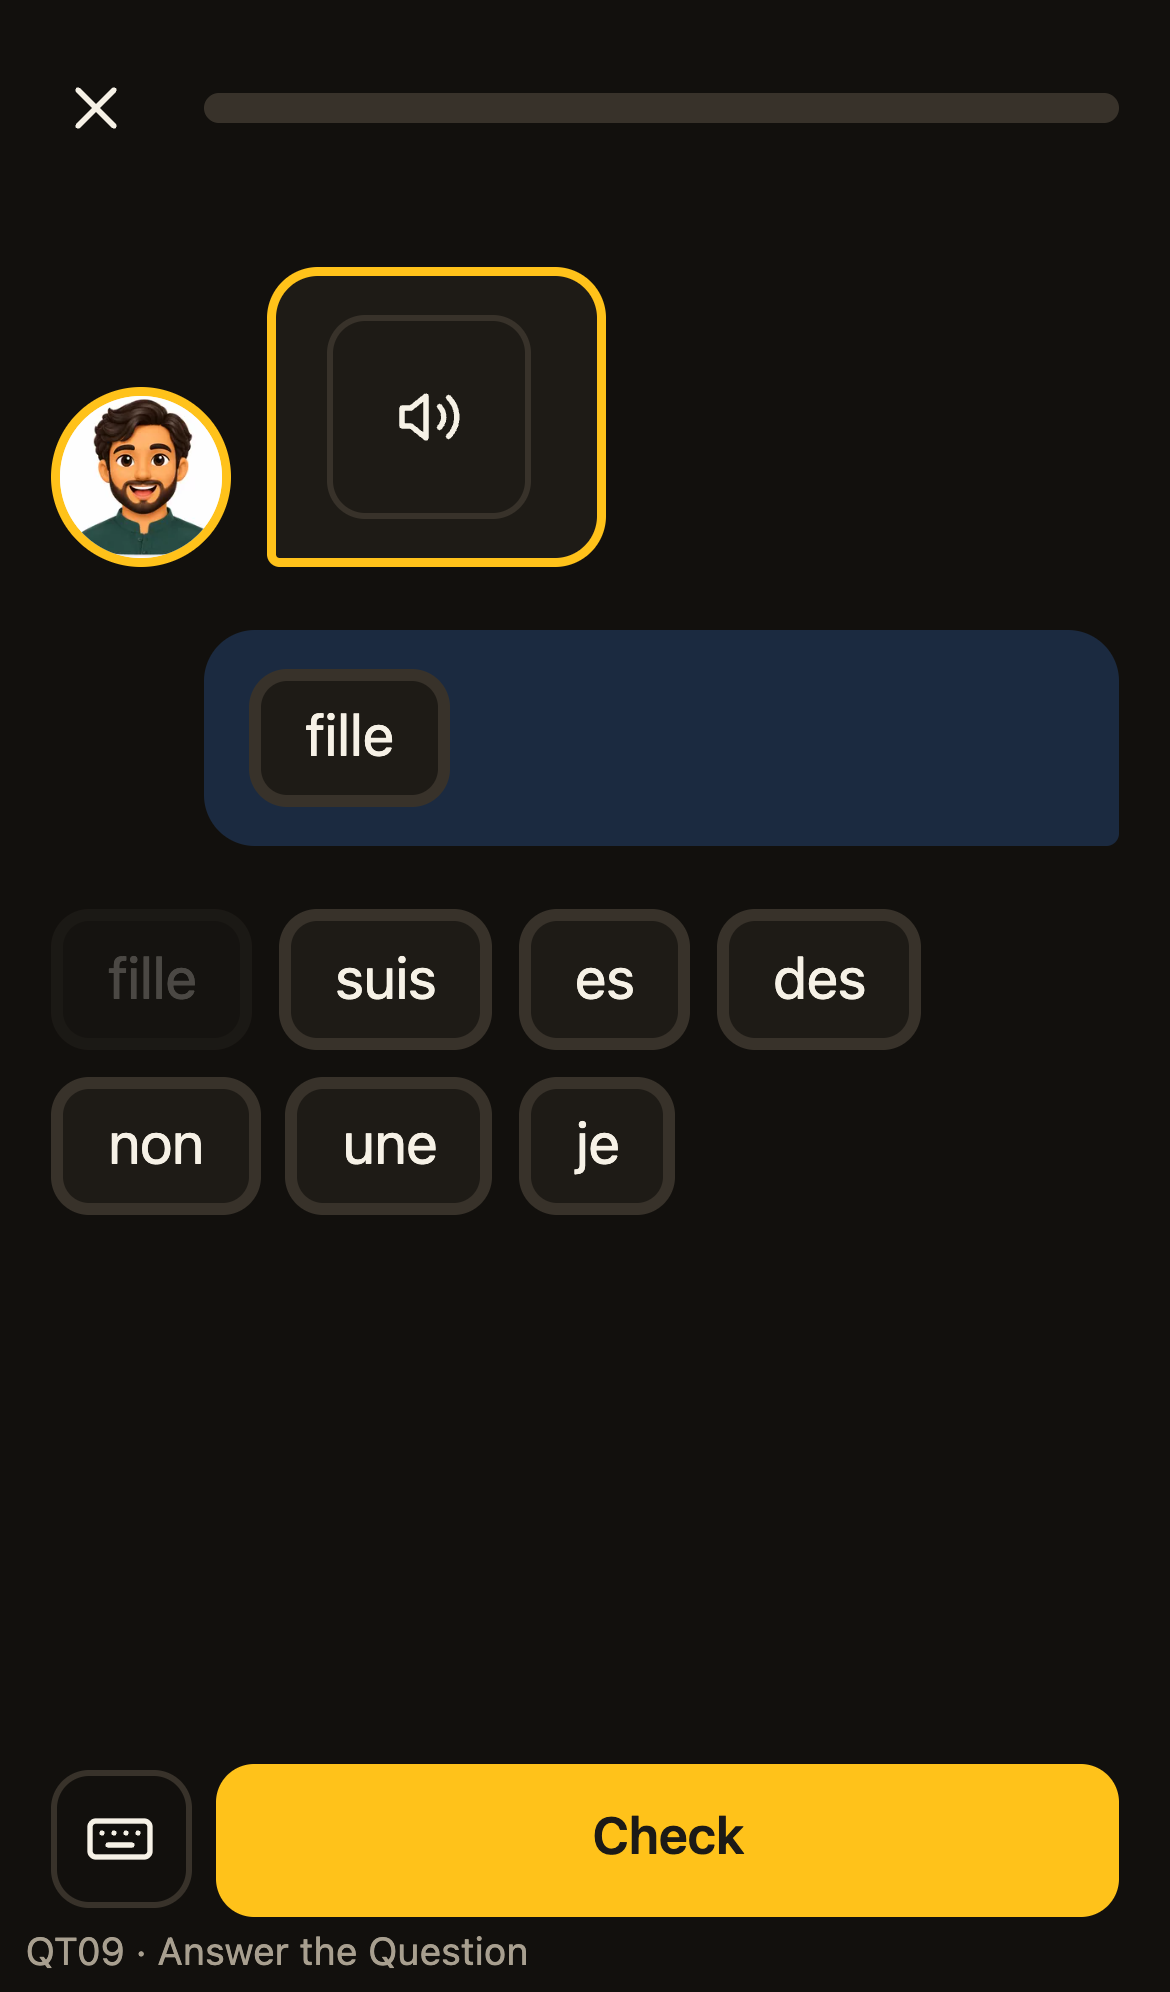 fille
fille suis es des
non une je
Check
QT09 · Answer the Question